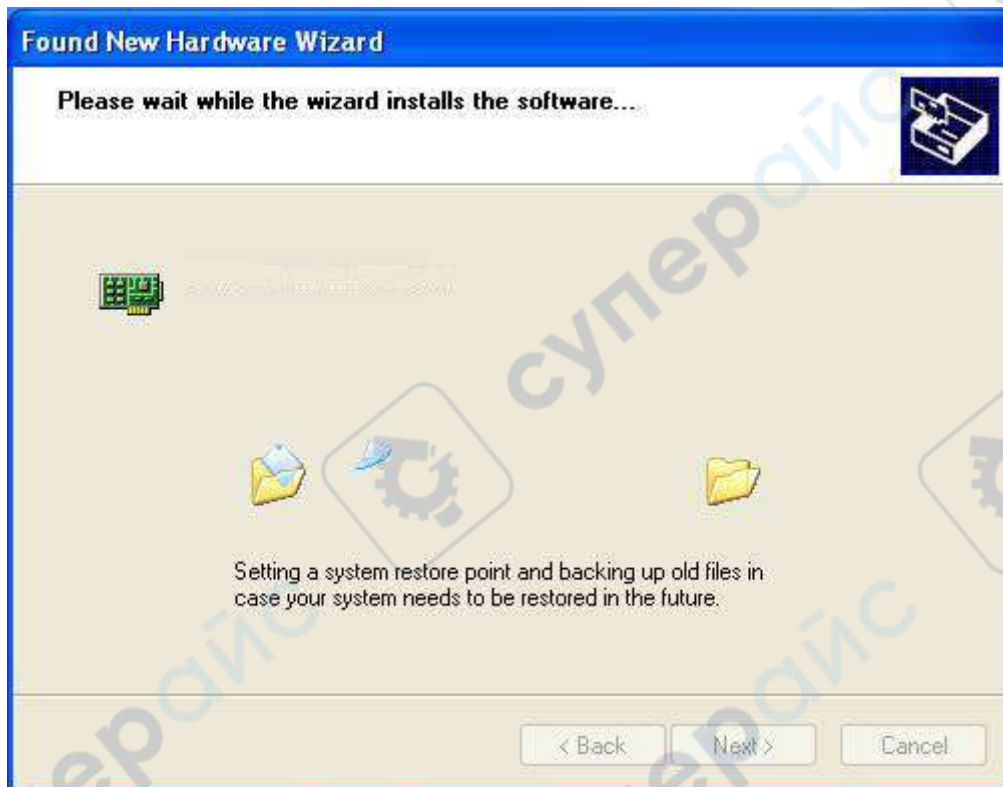 Found New Hardware Wizard
Please wait while the wizard installs the software...
суперайс
Setting a system restore point and backing up old files in
case your system needs to be restored in the future.
< Back
Next >
Cancel